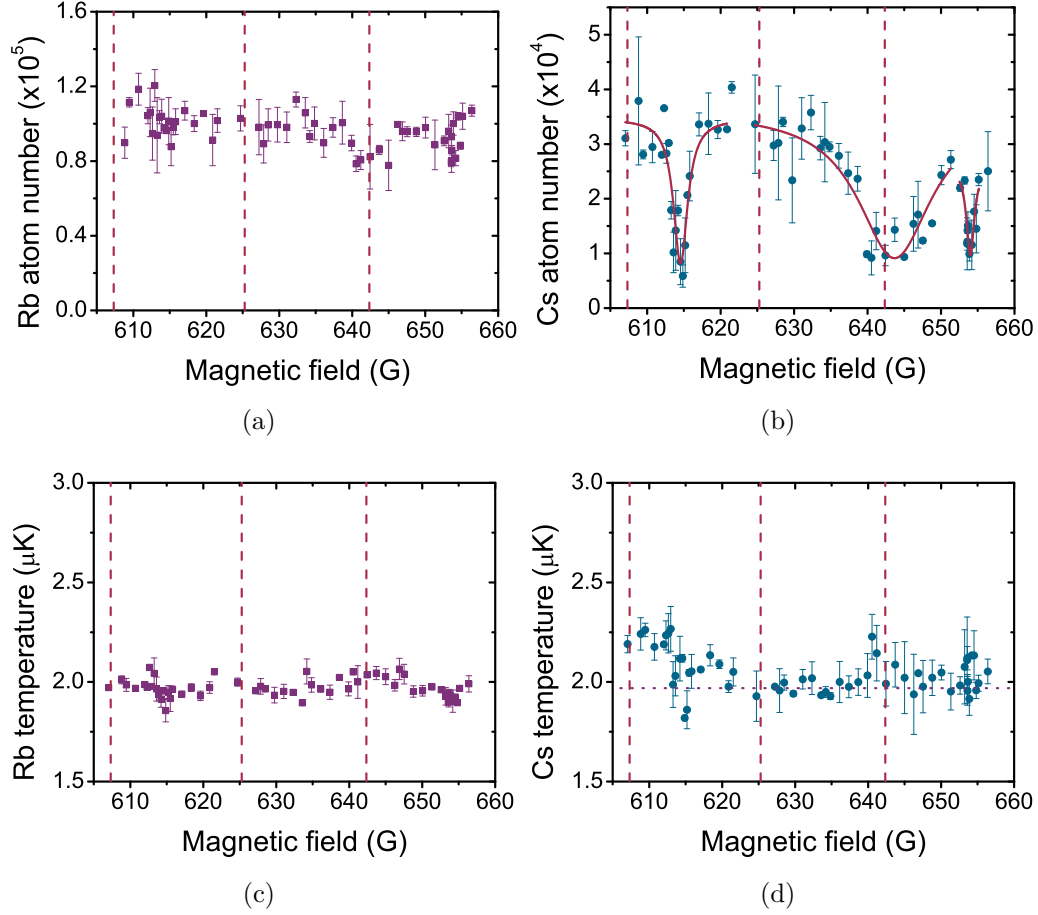 Rb atom number (x10⁵)
1.6
1.2
0.8
0.4
0.0
610 620 630 640 650 660
Magnetic field (G)
(a)
Cs atom number (x10⁴)
5
4
3
2
1
0
610 620 630 640 650 660
Magnetic field (G)
(b)
Rb temperature (μK)
3.0
2.5
2.0
1.5
610 620 630 640 650 660
Magnetic field (G)
(c)
Cs temperature (μK)
3.0
2.5
2.0
1.5
610 620 630 640 650 660
Magnetic field (G)
(d)